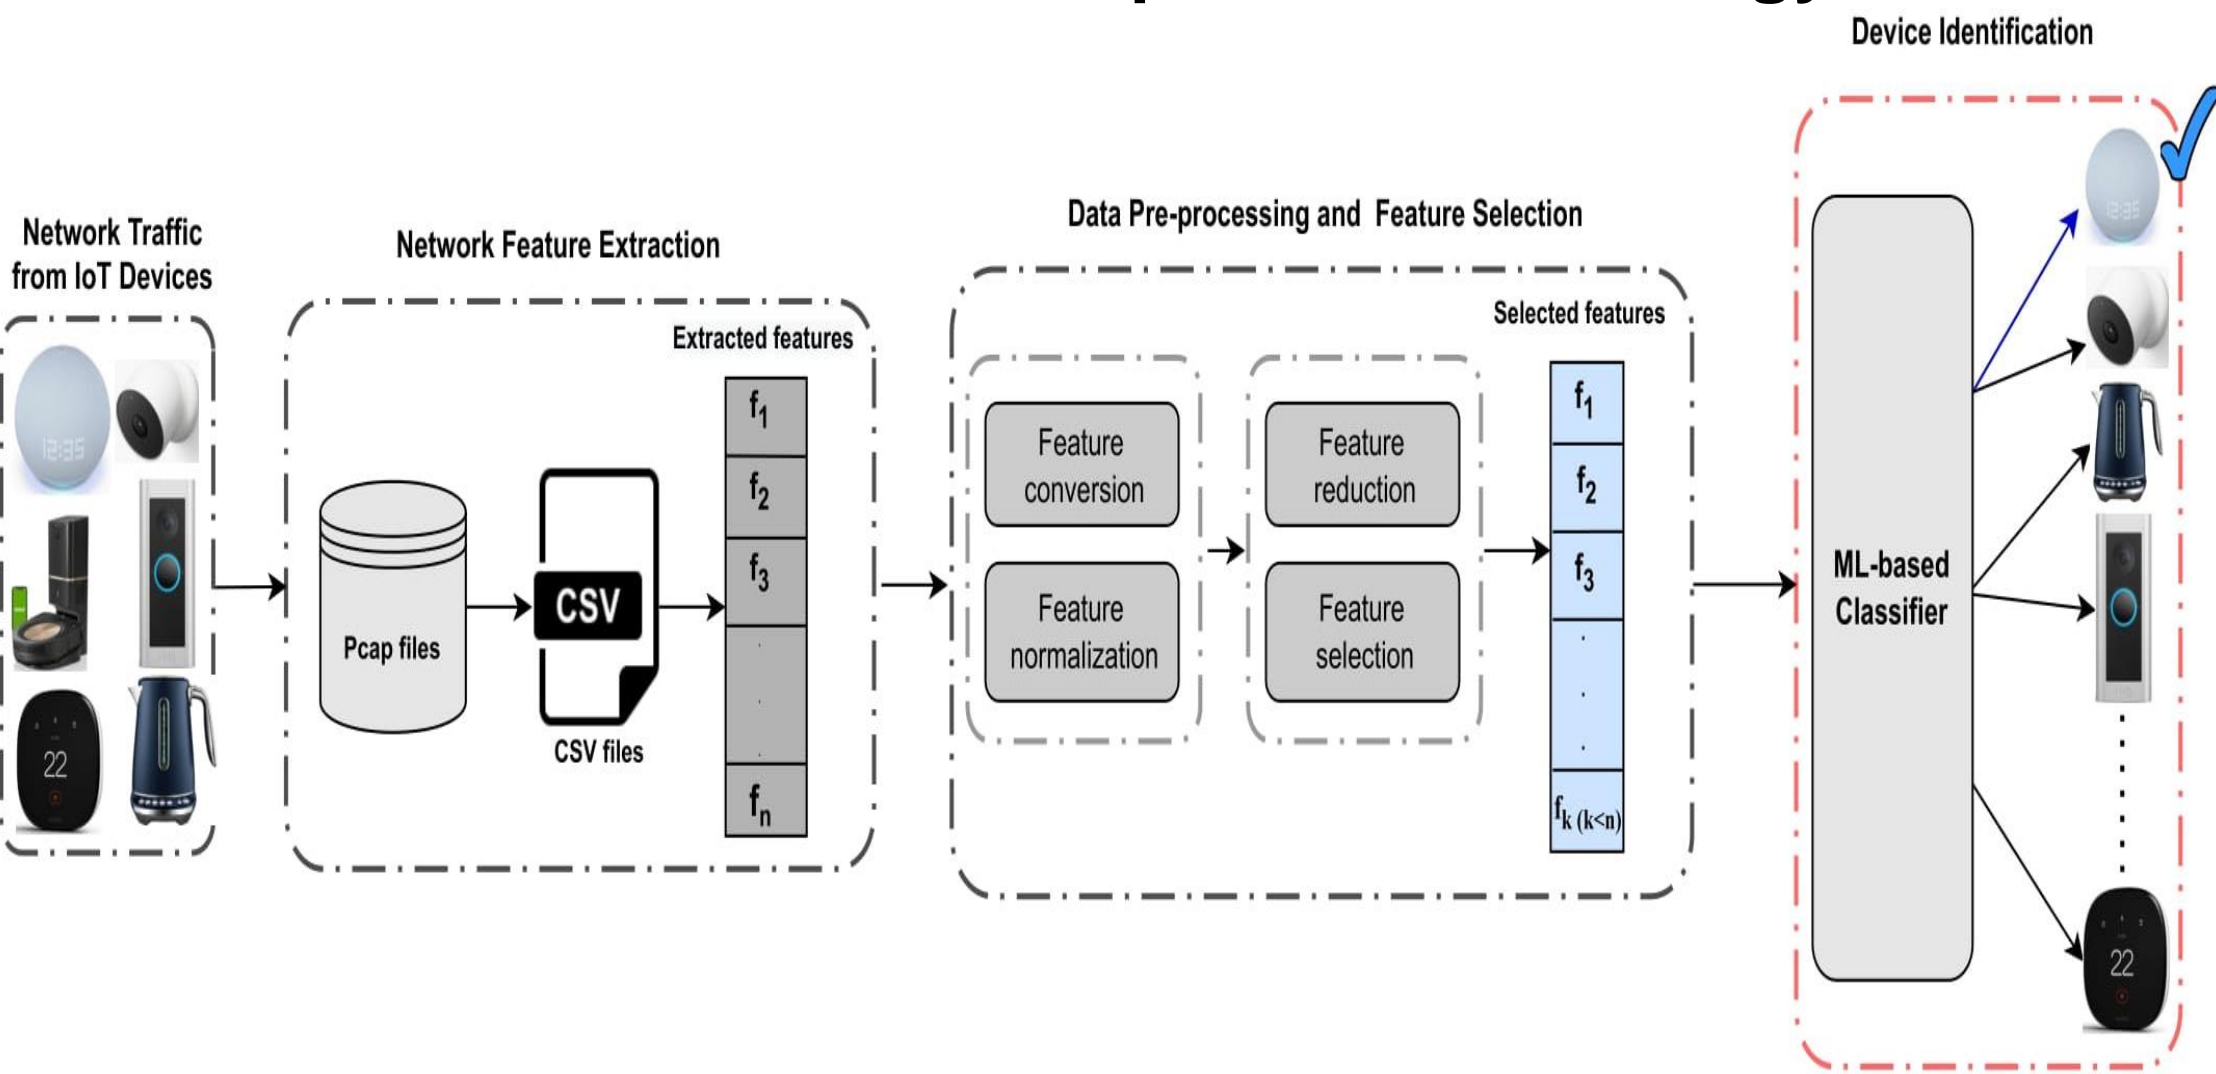 Device Identification
Network Traffic
from IoT Devices
12:35
22
Network Feature Extraction
Extracted features
Pcap files
CSV
CSV files
f1
f2
f3
.
.
.
fn
Data Pre-processing and Feature Selection
Selected features
Feature
conversion
Feature
normalization
Feature
reduction
Feature
selection
f1
f2
f3
.
.
.
fk (k<n)
ML-based
Classifier
12:35
22